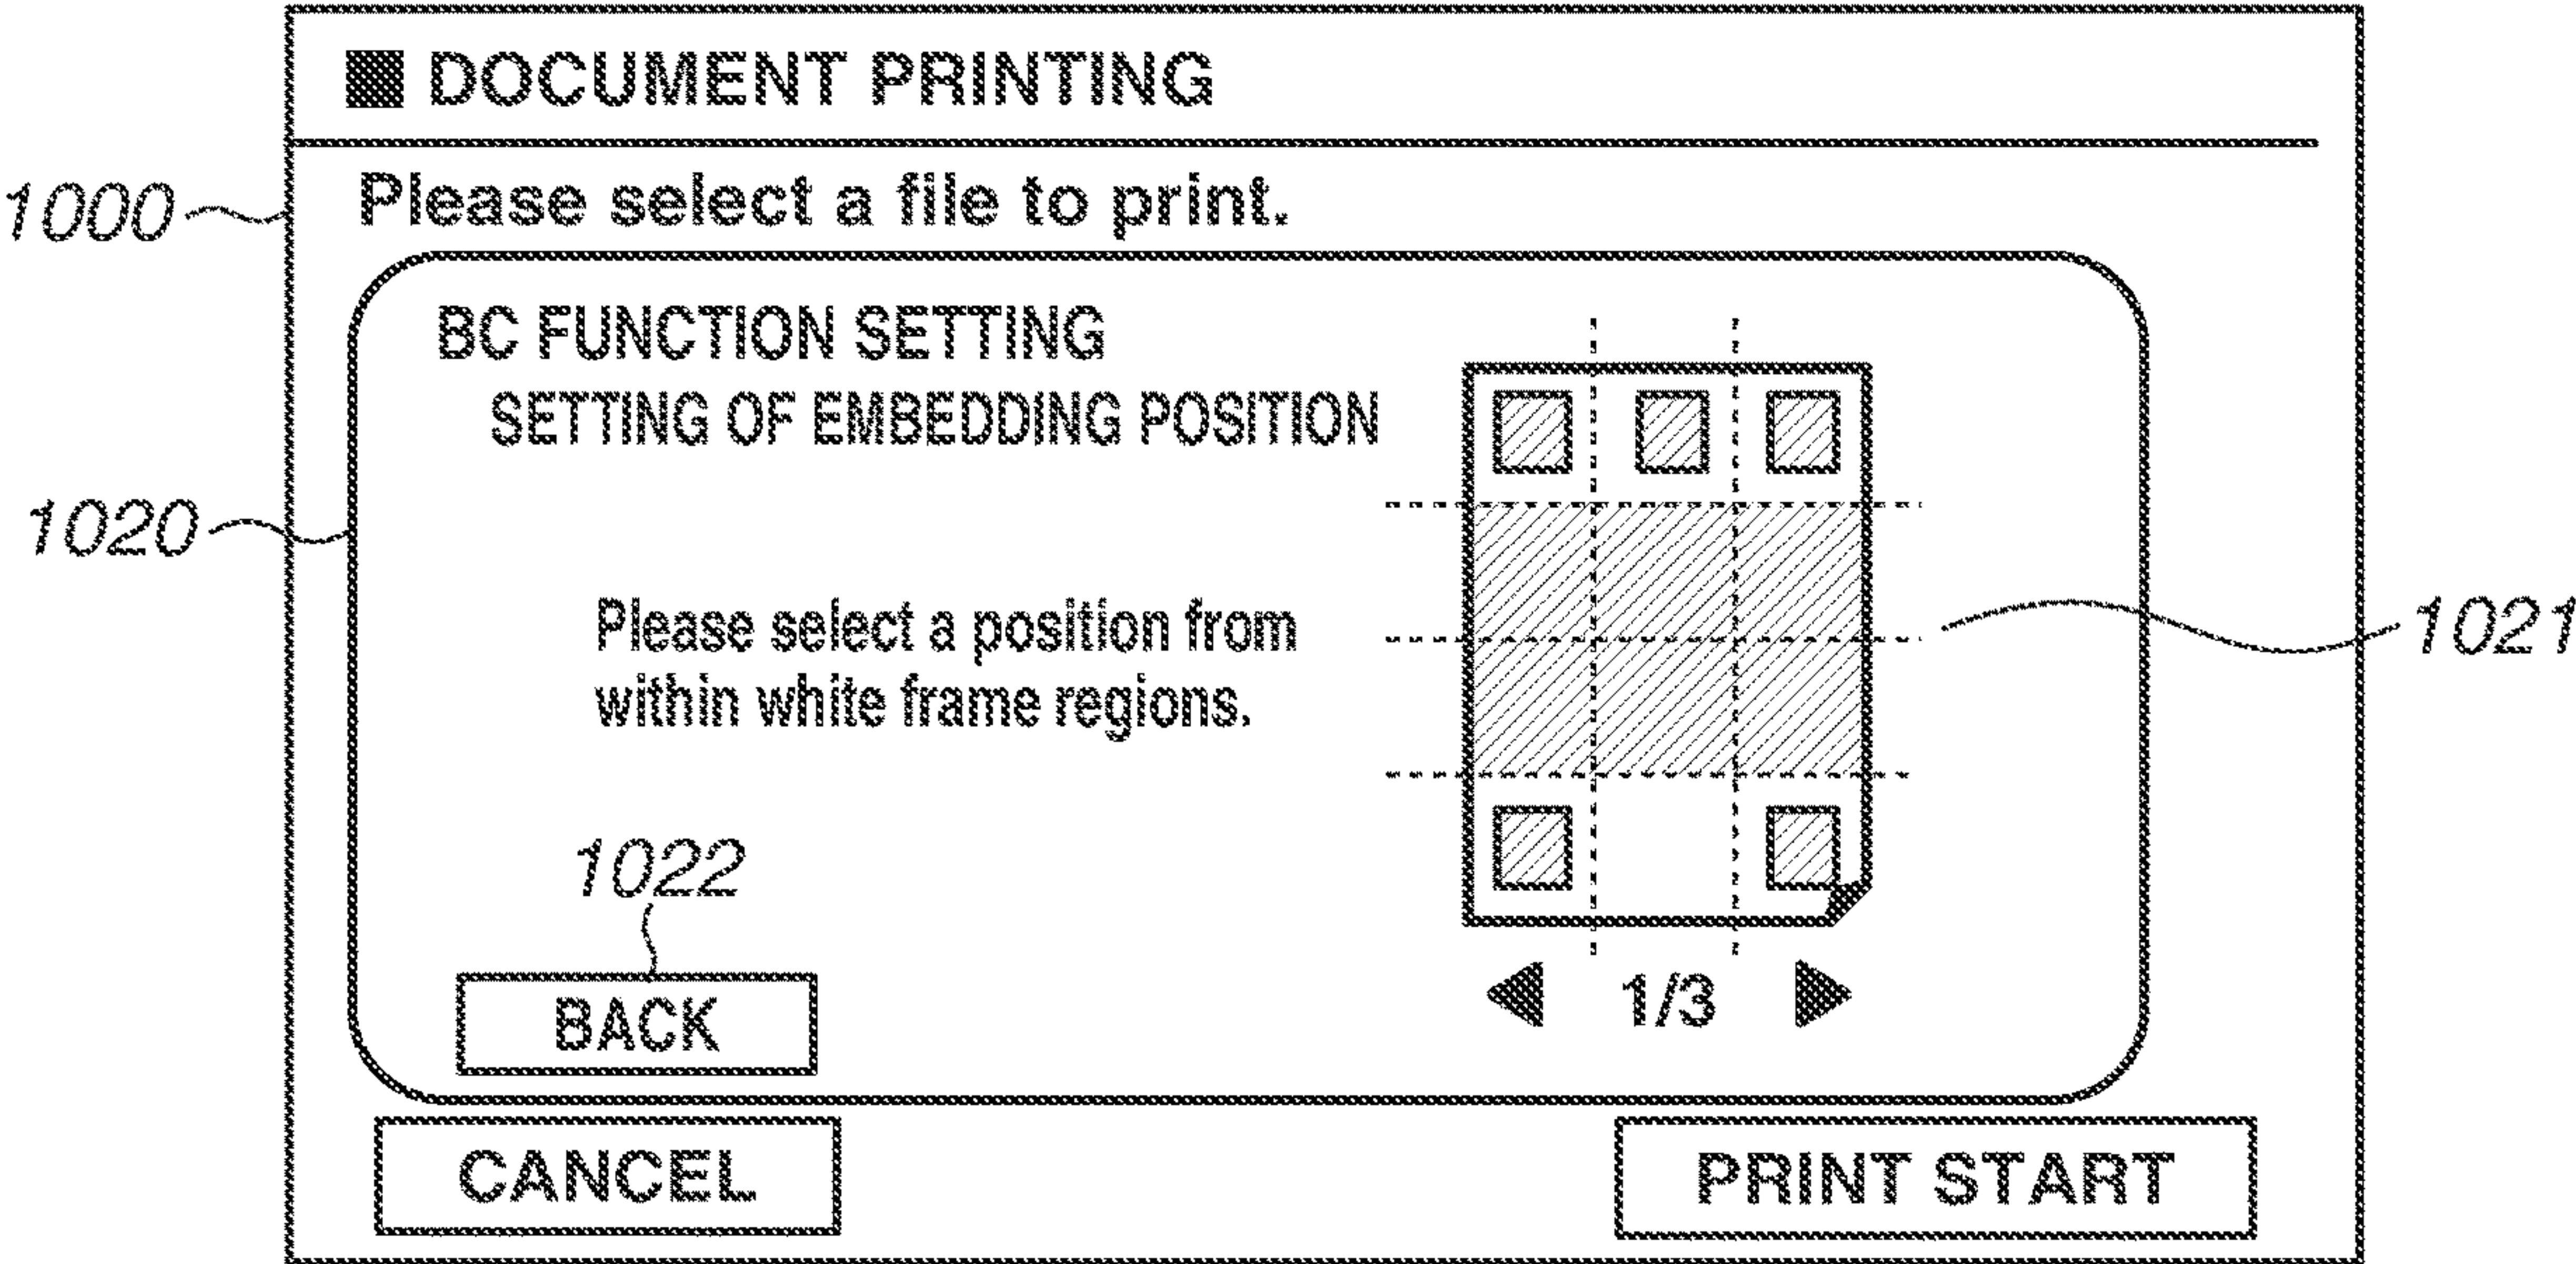 DOCUMENT PRINTING
1000
Please select a file to print.
BC FUNCTION SETTING
SETTING OF EMBEDDING POSITION
1020
Please select a position from
within white frame regions.
1021
1022
BACK
1/3
CANCEL
PRINT START